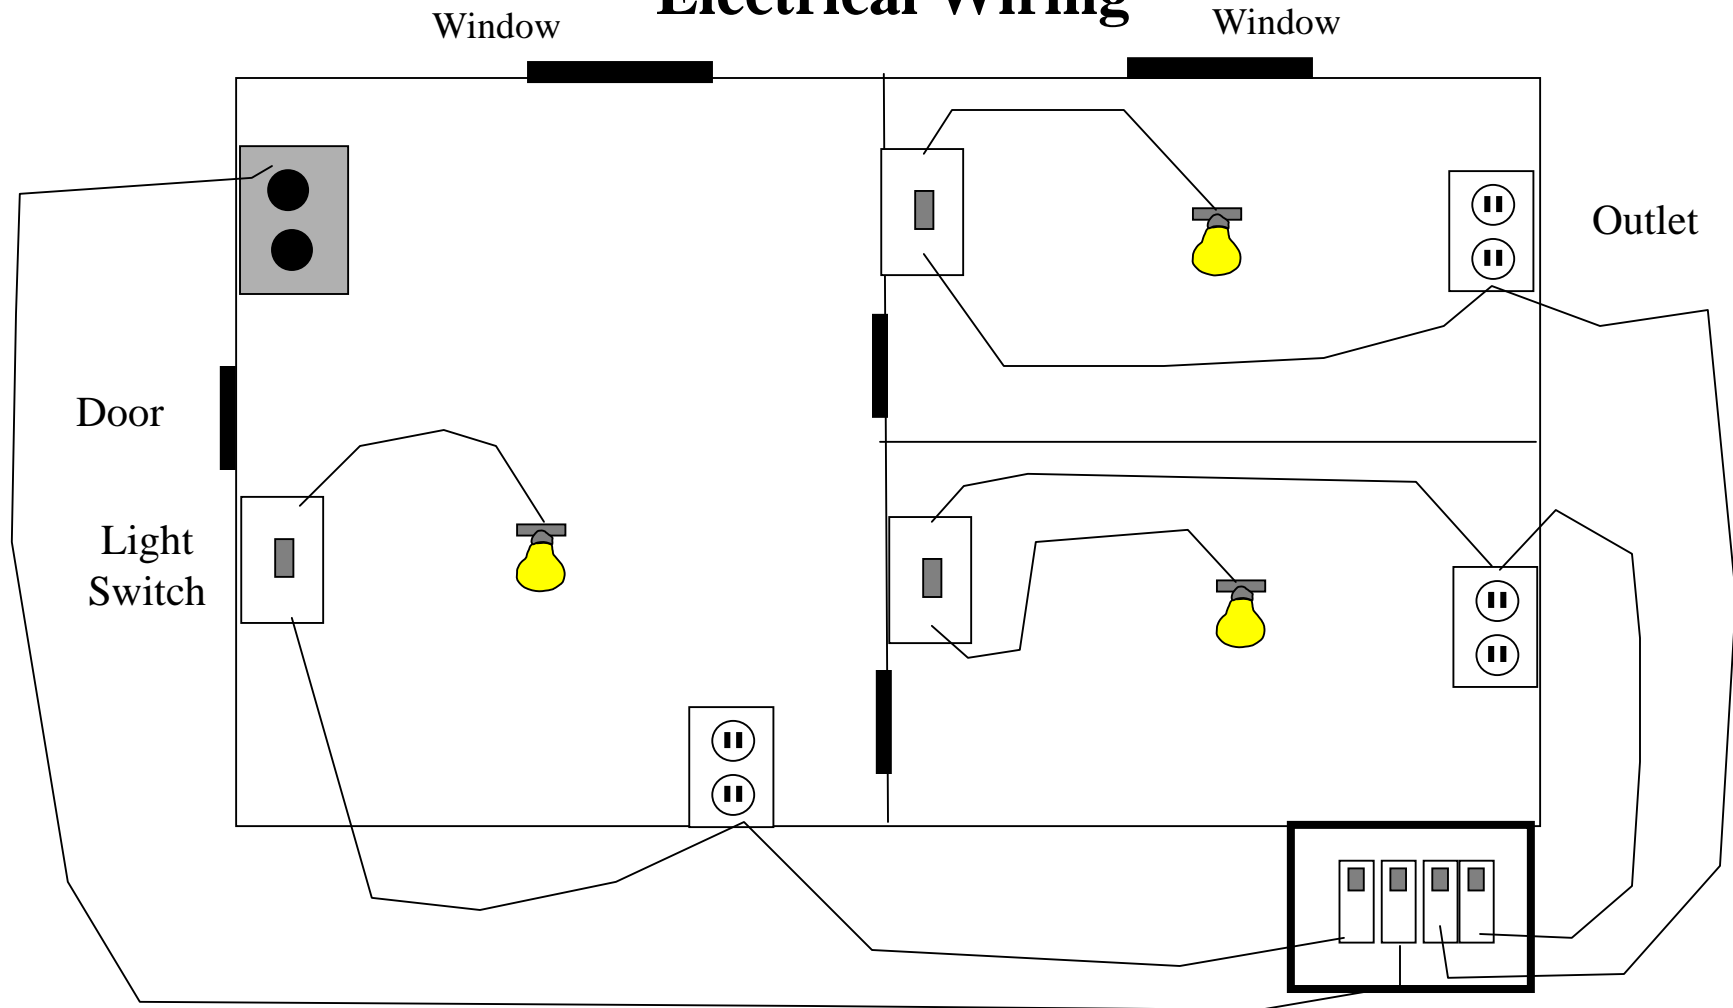 Electrical Wiring
Window
Window
Outlet
Door
Light
Switch